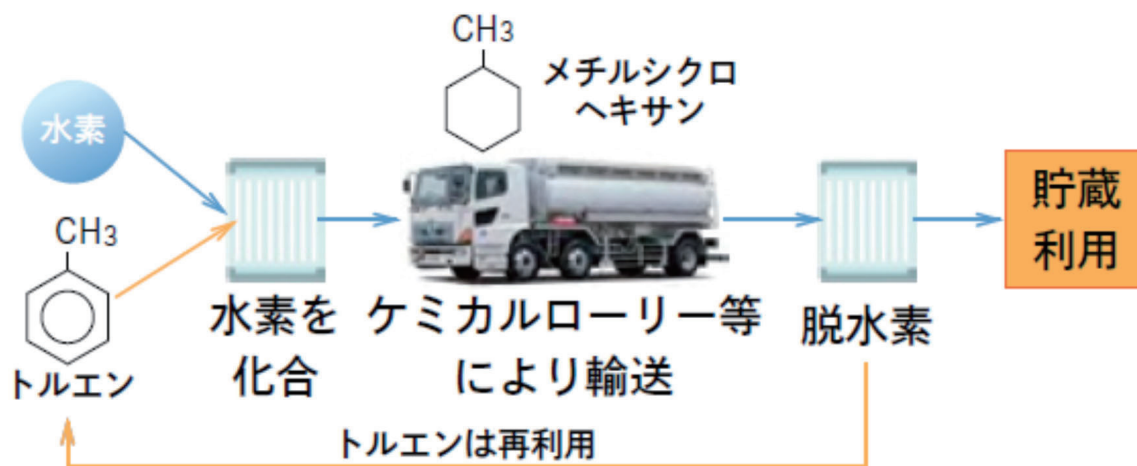 CH3
メチルシクロ
ヘキサン
水素
CH3
トルエン
水素を
化合
ケミカルローリー等
により輸送
脱水素
貯蔵
利用
トルエンは再利用